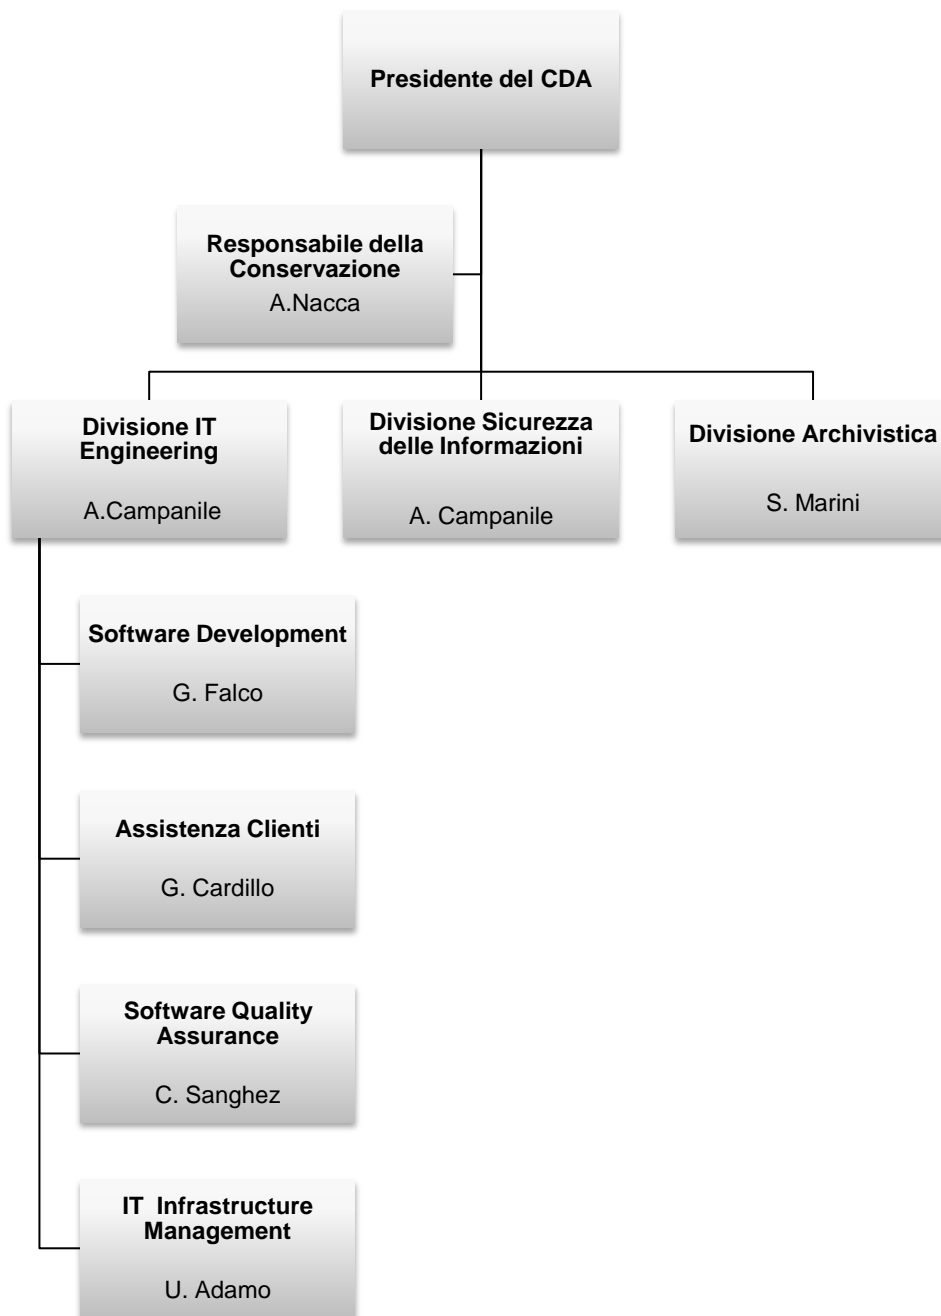 Presidente del CDA
Responsabile della
Conservazione
A.Nacca
Divisione IT
Engineering
A.Campanile
Divisione Sicurezza
delle Informazioni
A. Campanile
Divisione Archivistica
S. Marini
Software Development
G. Falco
Assistenza Clienti
G. Cardillo
Software Quality
Assurance
C. Sanghez
IT  Infrastructure
Management
U. Adamo